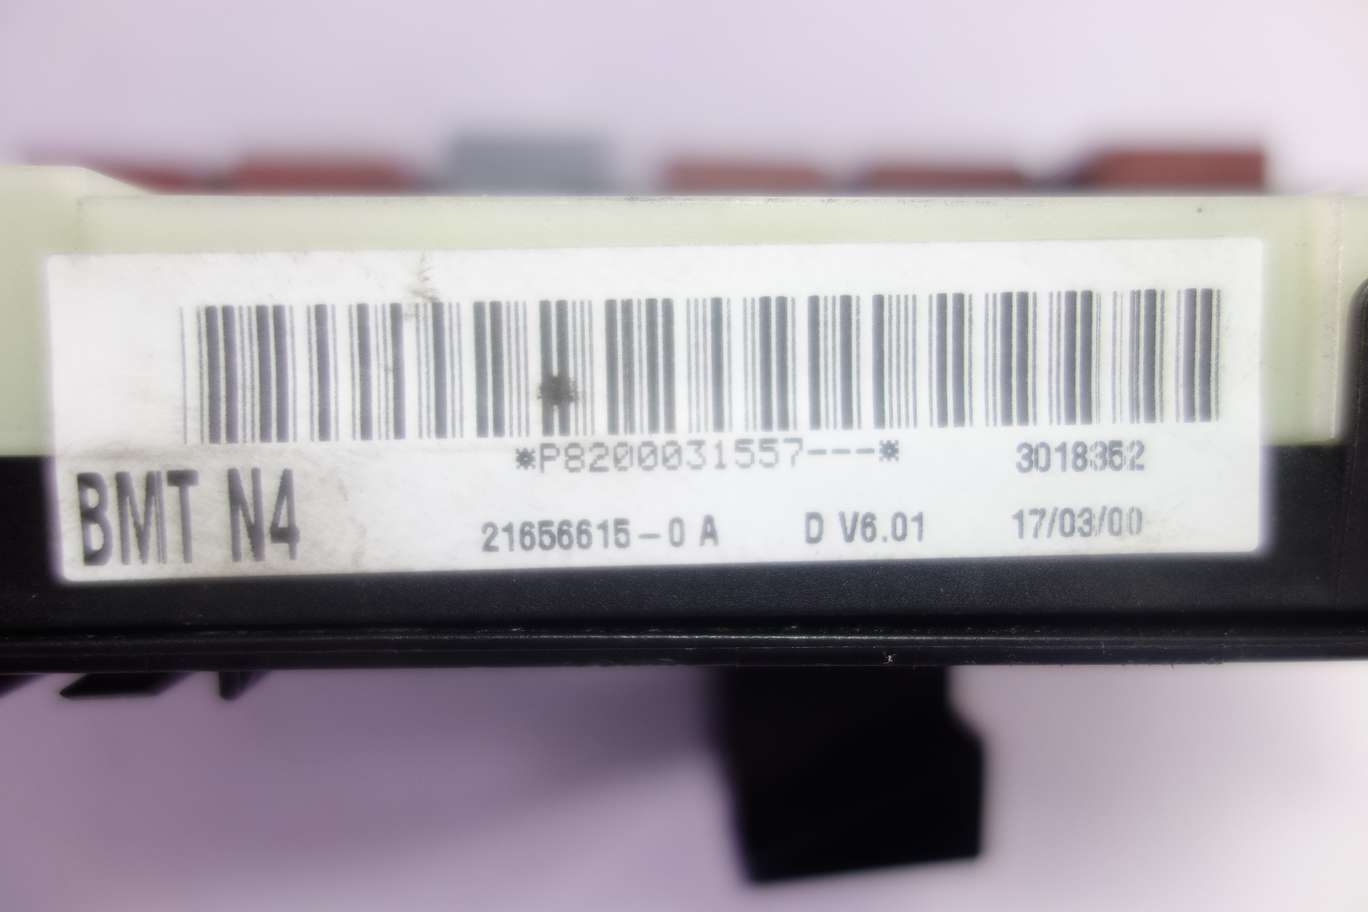 *P8200031557---* 3018352
BMT N4
21656615-0 A D V6.01 17/03/00